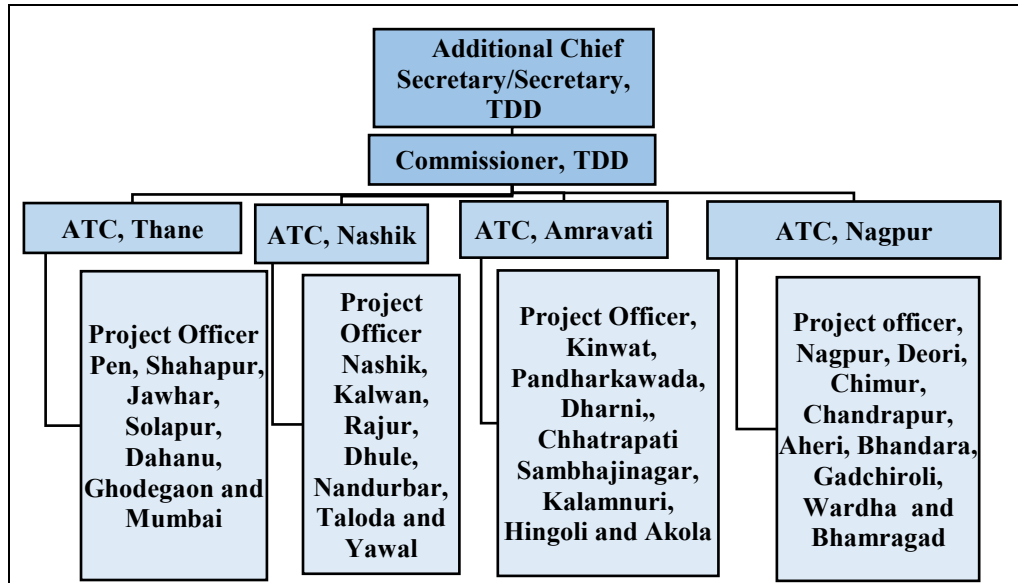 Additional Chief
Secretary/Secretary,
TDD
Commissioner, TDD
ATC, Thane
ATC, Nashik
ATC, Amravati
ATC, Nagpur
Project Officer
Pen, Shahapur,
Jawhar,
Solapur,
Dahanu,
Ghodegaon and
Mumbai
Project
Officer
Nashik,
Kalwan,
Rajur,
Dhule,
Nandurbar,
Taloda and
Yawal
Project Officer,
Kinwat,
Pandharkawada,
Dharni,,
Chhatrapati
Sambhajinagar,
Kalamnuri,
Hingoli and Akola
Project officer,
Nagpur, Deori,
Chimur,
Chandrapur,
Aheri, Bhandara,
Gadchiroli,
Wardha and
Bhamragad